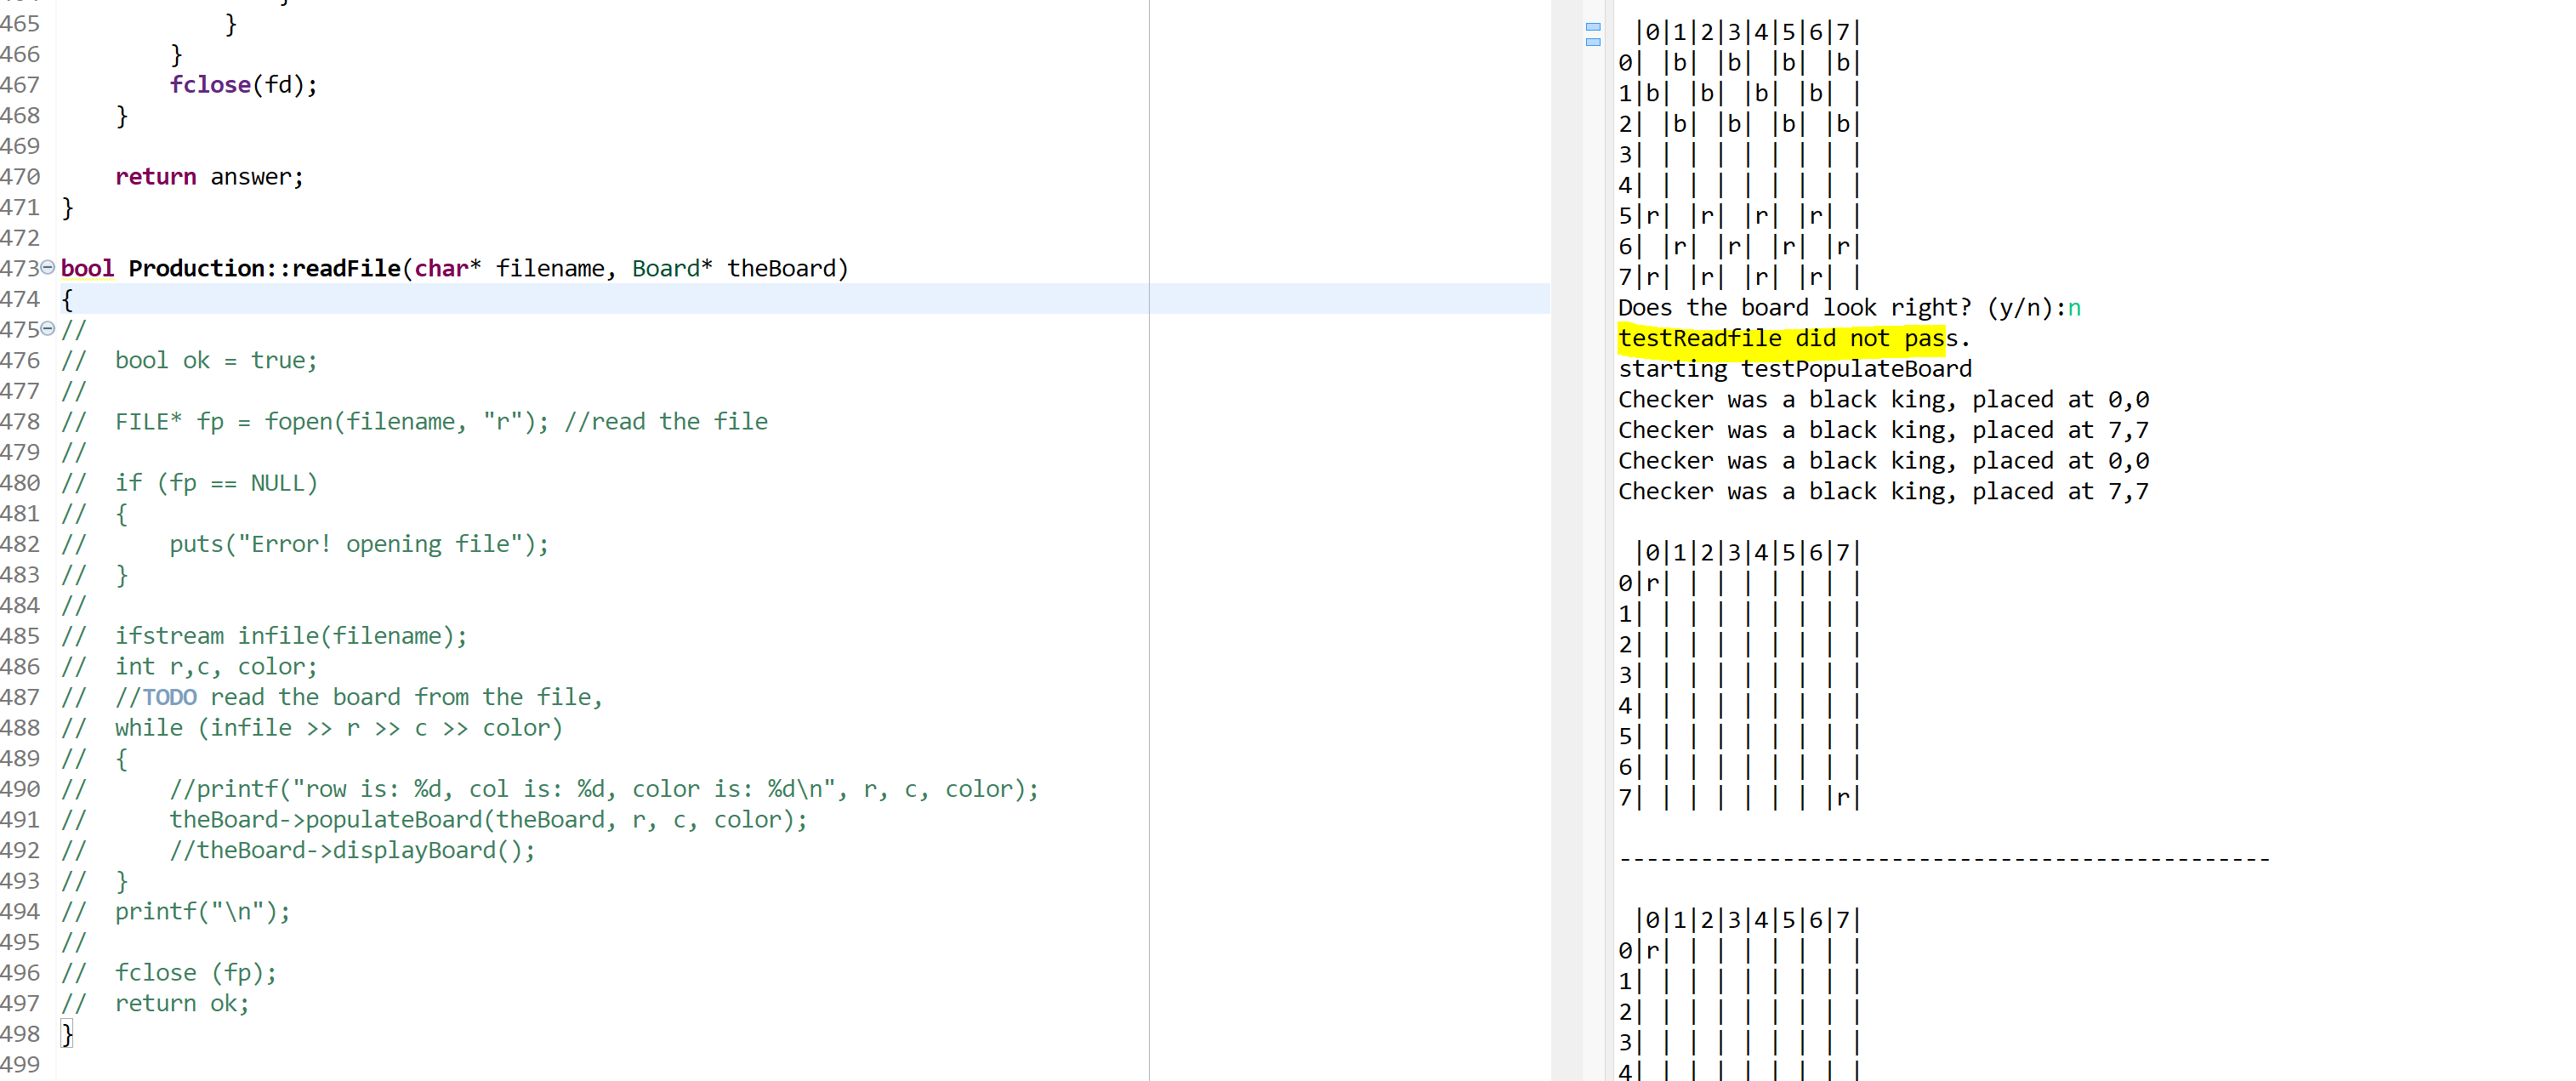 465 }
466 }
467 fclose(fd);
468 }
469
470 return answer;
471 }
472
473 bool Production::readFile(char* filename, Board* theBoard)
474 {
475 //
476 // bool ok = true;
477 //
478 // FILE* fp = fopen(filename, "r"); //read the file
479 //
480 // if (fp == NULL)
481 // {
482 // puts("Error! opening file");
483 // }
484 //
485 // ifstream infile(filename);
486 // int r,c, color;
487 // //TODO read the board from the file,
488 // while (infile >> r >> c >> color)
489 // {
490 // //printf("row is: %d, col is: %d, color is: %d\n", r, c, color);
491 // theBoard->populateBoard(theBoard, r, c, color);
492 // //theBoard->displayBoard();
493 // }
494 // printf("\n");
495 //
496 // fclose (fp);
497 // return ok;
498 }
499
 |0|1|2|3|4|5|6|7|
0| |b| |b| |b| |b|
1|b| |b| |b| |b| |
2| |b| |b| |b| |b|
3| | | | | | | | |
4| | | | | | | | |
5|r| |r| |r| |r| |
6| |r| |r| |r| |r|
7|r| |r| |r| |r| |
Does the board look right? (y/n):n
testReadfile did not pass.
starting testPopulateBoard
Checker was a black king, placed at 0,0
Checker was a black king, placed at 7,7
Checker was a black king, placed at 0,0
Checker was a black king, placed at 7,7
 |0|1|2|3|4|5|6|7|
0|r| | | | | | | |
1| | | | | | | | |
2| | | | | | | | |
3| | | | | | | | |
4| | | | | | | | |
5| | | | | | | | |
6| | | | | | | | |
7| | | | | | | |r|
------------------------------------------------
 |0|1|2|3|4|5|6|7|
0|r| | | | | | | |
1| | | | | | | | |
2| | | | | | | | |
3| | | | | | | | |
4| | | | | | | | |